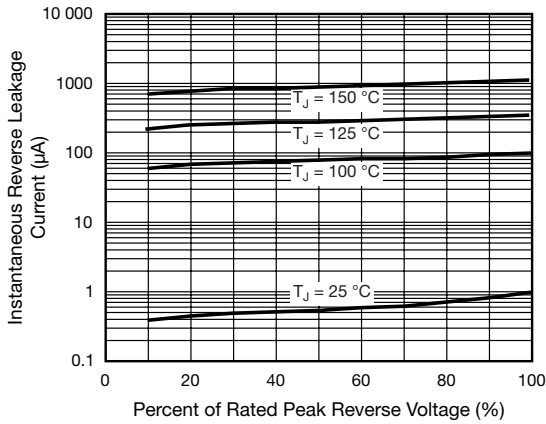 Instantaneous Reverse Leakage
Current (µA)
10 000
1000
100
10
1
0.1
T_J = 150 °C
T_J = 125 °C
T_J = 100 °C
T_J = 25 °C
0
20
40
60
80
100
Percent of Rated Peak Reverse Voltage (%)